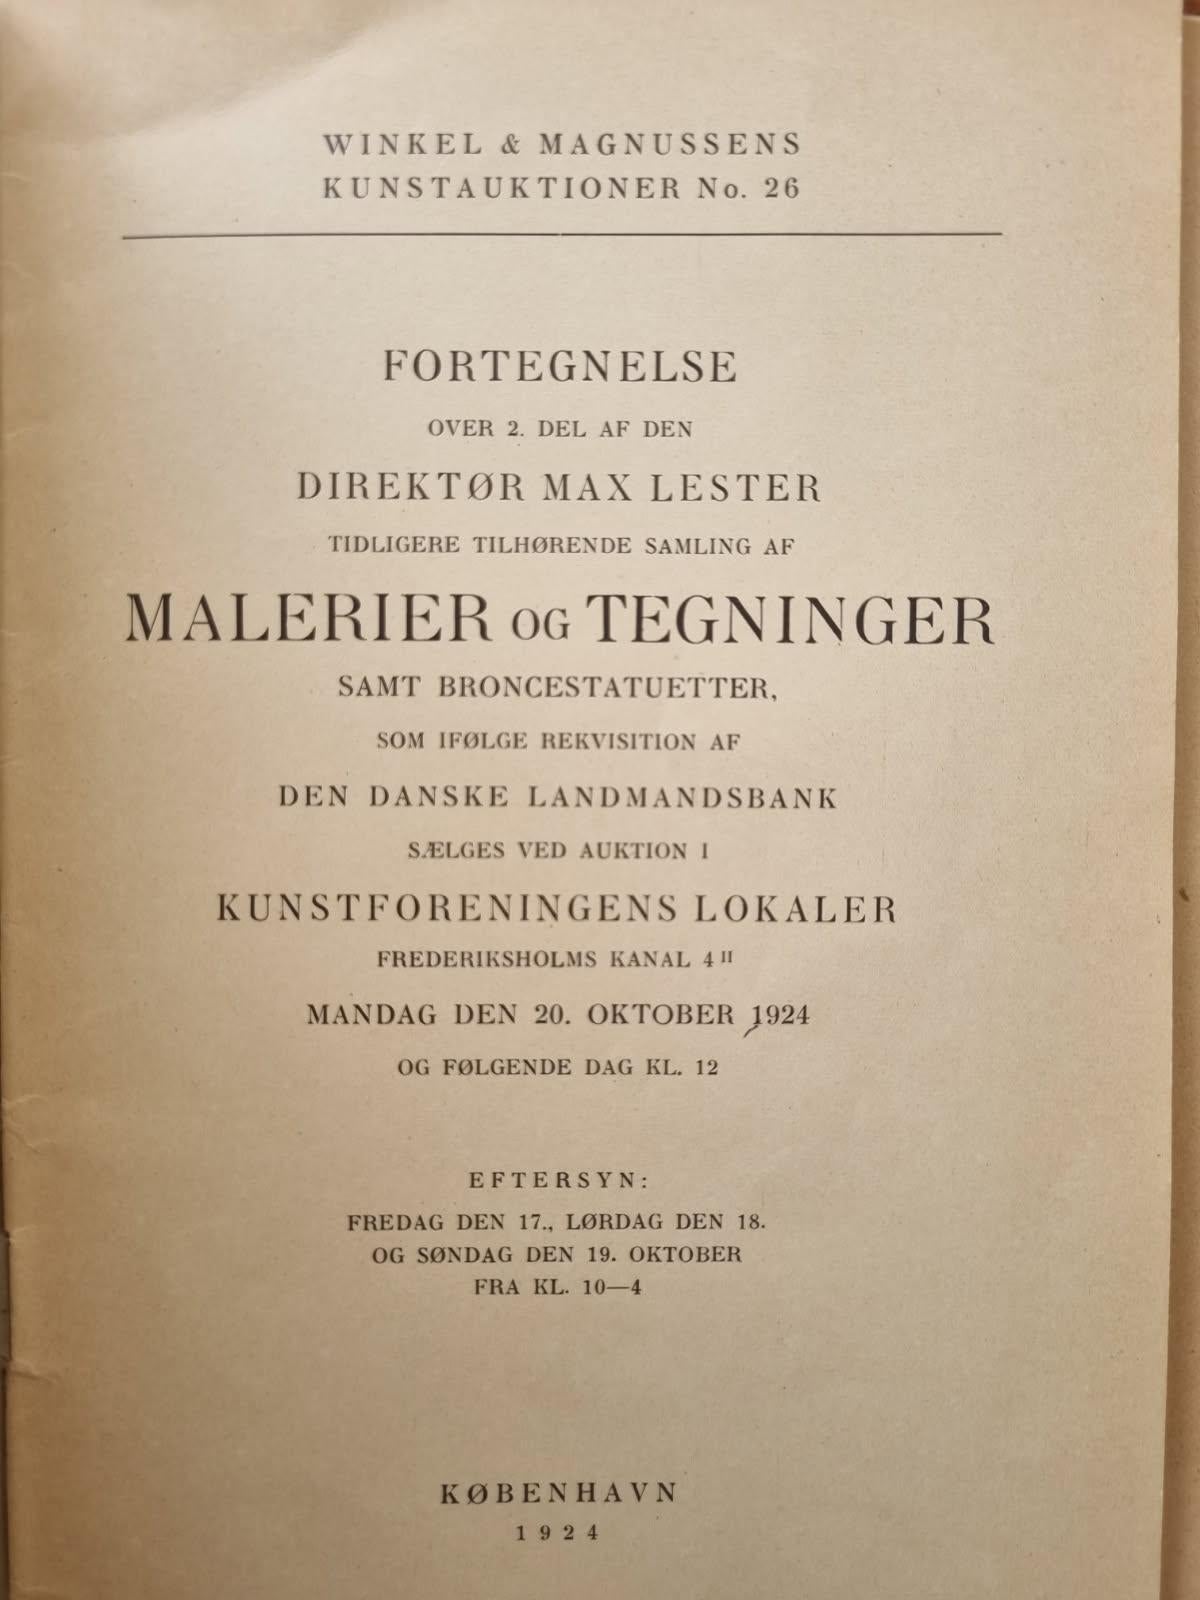 WINKEL & MAGNUSSENS
KUNSTAUKTIONER No. 26
FORTEGNELSE
OVER 2. DEL AF DEN
DIREKTØR MAX LESTER
TIDLIGERE TILHØRENDE SAMLING AF
MALERIER OG TEGNINGER
SAMT BRONCESTATUETTER,
SOM IFØLGE REKVISITION AF
DEN DANSKE LANDMANDSBANK
SÆLGES VED AUKTION I
KUNSTFORENINGENS LOKALER
FREDERIKSHOLMS KANAL 4 II
MANDAG DEN 20. OKTOBER 1924
OG FØLGENDE DAG KL. 12
EFTERSYN:
FREDAG DEN 17., LØRDAG DEN 18.
OG SØNDAG DEN 19. OKTOBER
FRA KL. 10—4
KØBENHAVN
1924